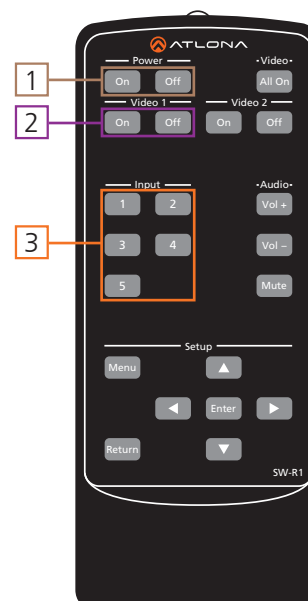 ATLONA
Power
Video
1
On
Off
All On
Video 1
Video 2
2
On
Off
On
Off
Input
Audio
1
2
Vol +
3
3
4
Vol −
5
Mute
Setup
Menu
Enter
Return
SW-R1